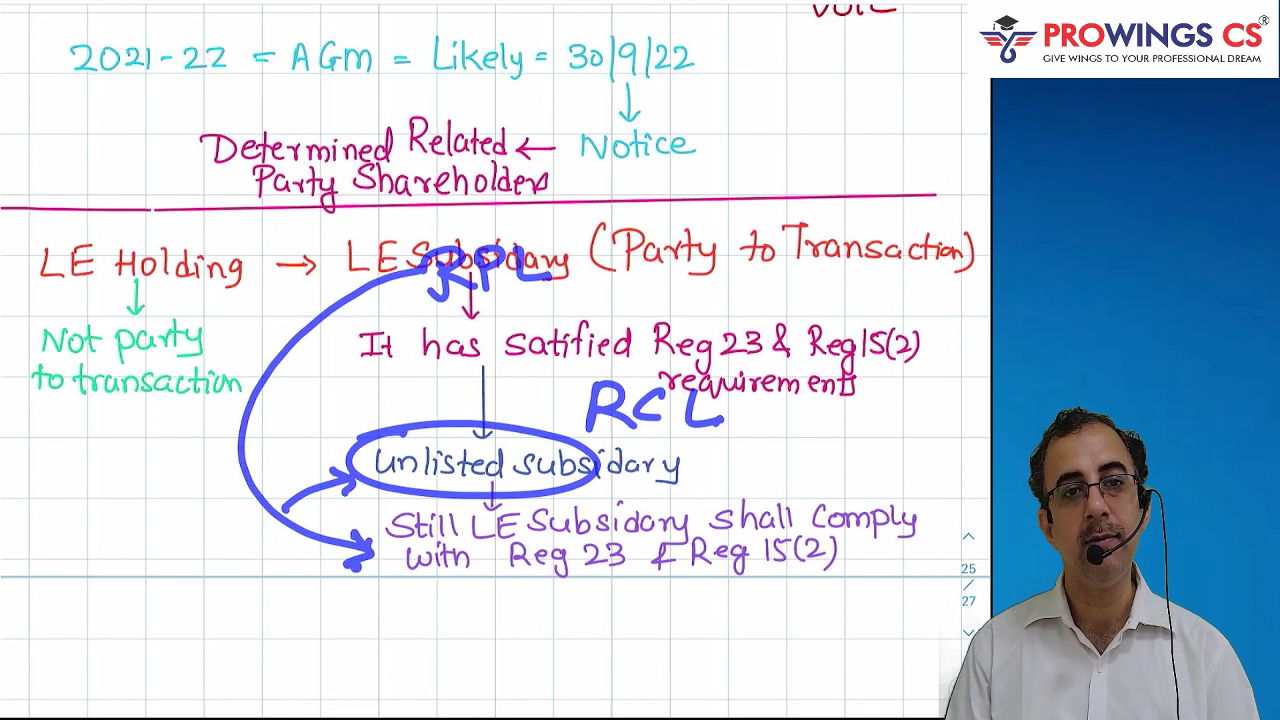 PROWINGS CS®
GIVE WINGS TO YOUR PROFESSIONAL DREAM
2021-22 = AGM = Likely = 30/9/22
↓
Determined Related ← Notice
Party Shareholders
LE Holding → LE Subsidary (Party to Transaction)
RPL
Not party
to transaction
It has satified Reg 23 & Reg 15(2)
requirements
RCL
unlisted subsidary
Still LE Subsidary shall comply
with Reg 23 & Reg 15(2)
25
/
27